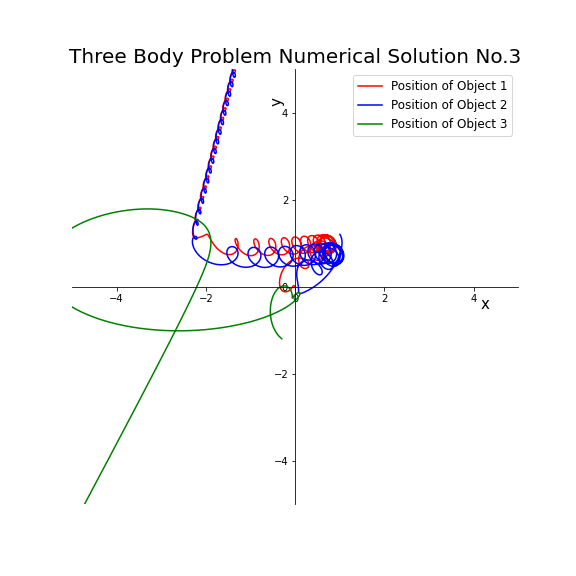 Three Body Problem Numerical Solution No.3
y
Position of Object 1
Position of Object 2
Position of Object 3
4
2
0
−4
−2
0
2
4
x
−2
−4